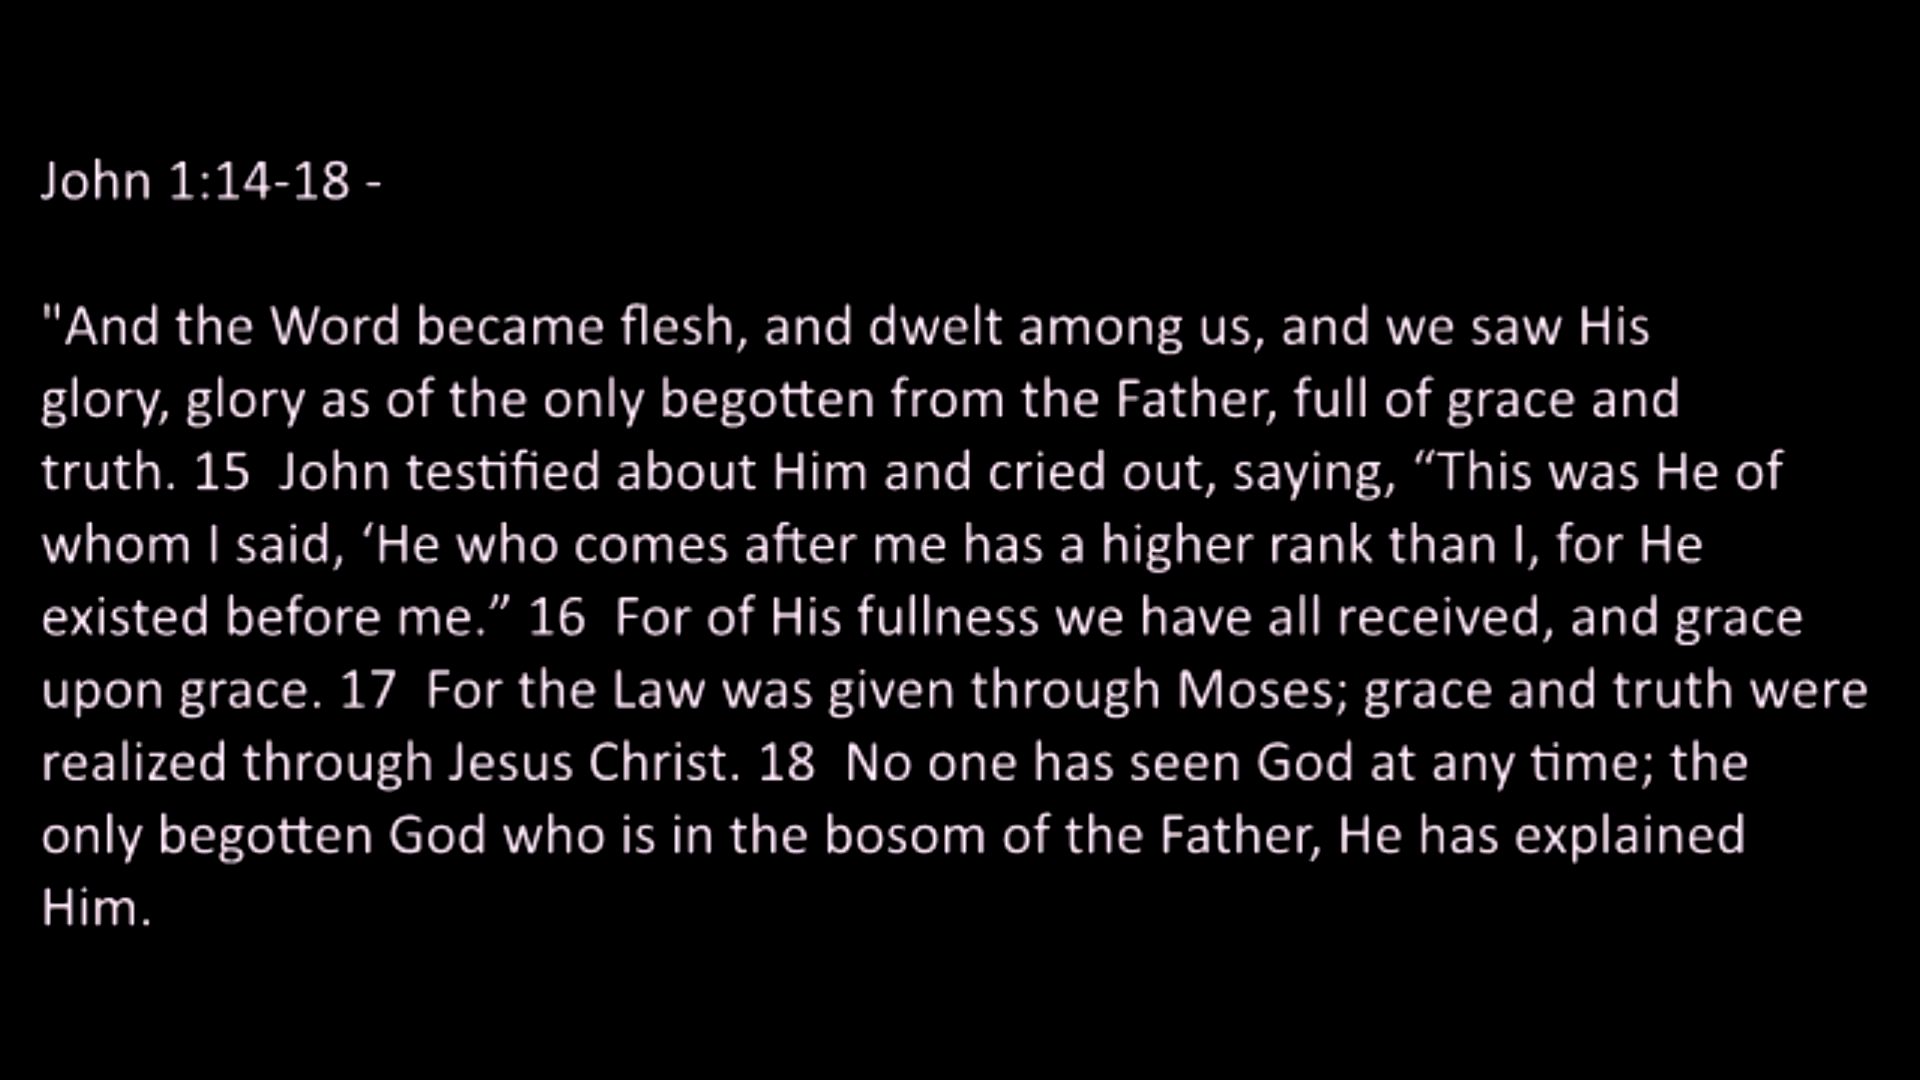 John 1:14-18 -
"And the Word became flesh, and dwelt among us, and we saw His
glory, glory as of the only begotten from the Father, full of grace and
truth. 15  John testified about Him and cried out, saying, “This was He of
whom I said, ‘He who comes after me has a higher rank than I, for He
existed before me.” 16  For of His fullness we have all received, and grace
upon grace. 17  For the Law was given through Moses; grace and truth were
realized through Jesus Christ. 18  No one has seen God at any time; the
only begotten God who is in the bosom of the Father, He has explained
Him.